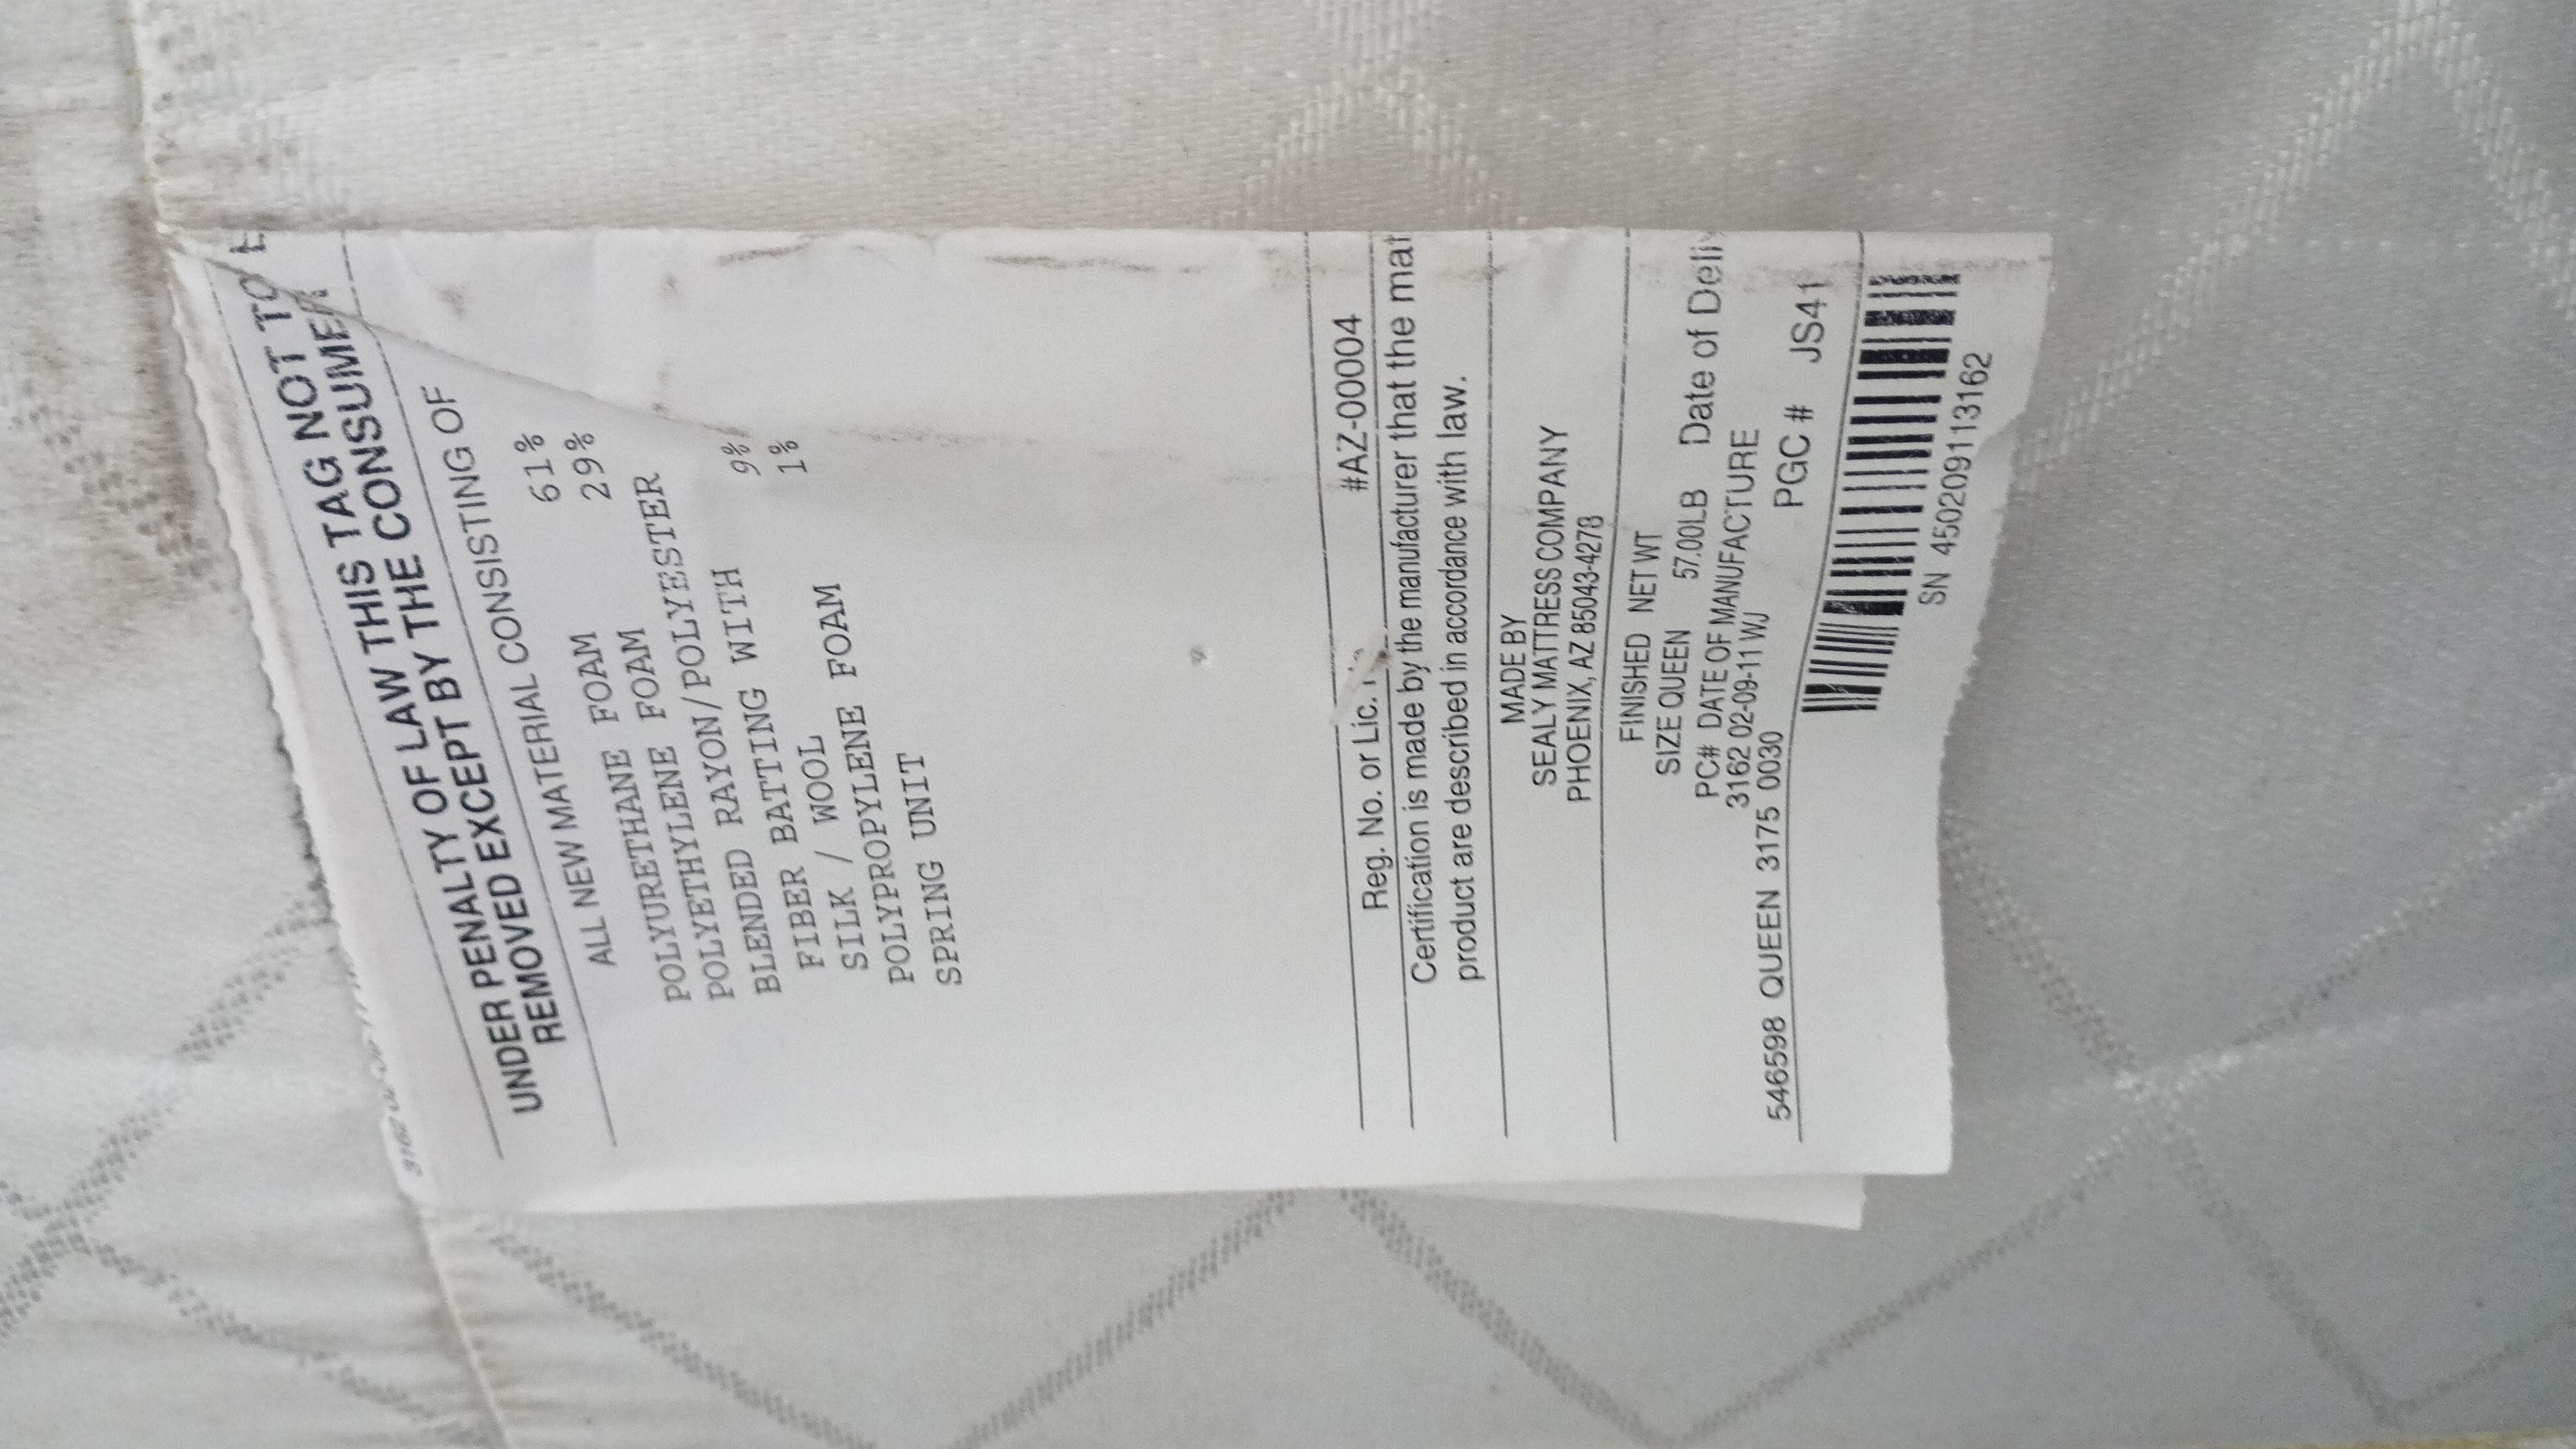 UNDER PENALTY OF LAW THIS TAG NOT TO
REMOVED EXCEPT BY THE CONSUMER
ALL NEW MATERIAL CONSISTING OF
POLYURETHANE FOAM 61%
POLYETHYLENE FOAM 29%
BLENDED RAYON/POLYESTER
FIBER BATTING WITH
SILK / WOOL 9%
POLYPROPYLENE FOAM 1%
SPRING UNIT
Reg. No. or Lic. #AZ-00004
Certification is made by the manufacturer that the mat
product are described in accordance with law.
MADE BY
SEALY MATTRESS COMPANY
PHOENIX, AZ 85043-4278
FINISHED NET WT
SIZE QUEEN 57.00LB Date of Deliv
PC# DATE OF MANUFACTURE
3162 02-09-11 WJ
546598 QUEEN 3175 0030 PGC # JS41
SN 4502091113162